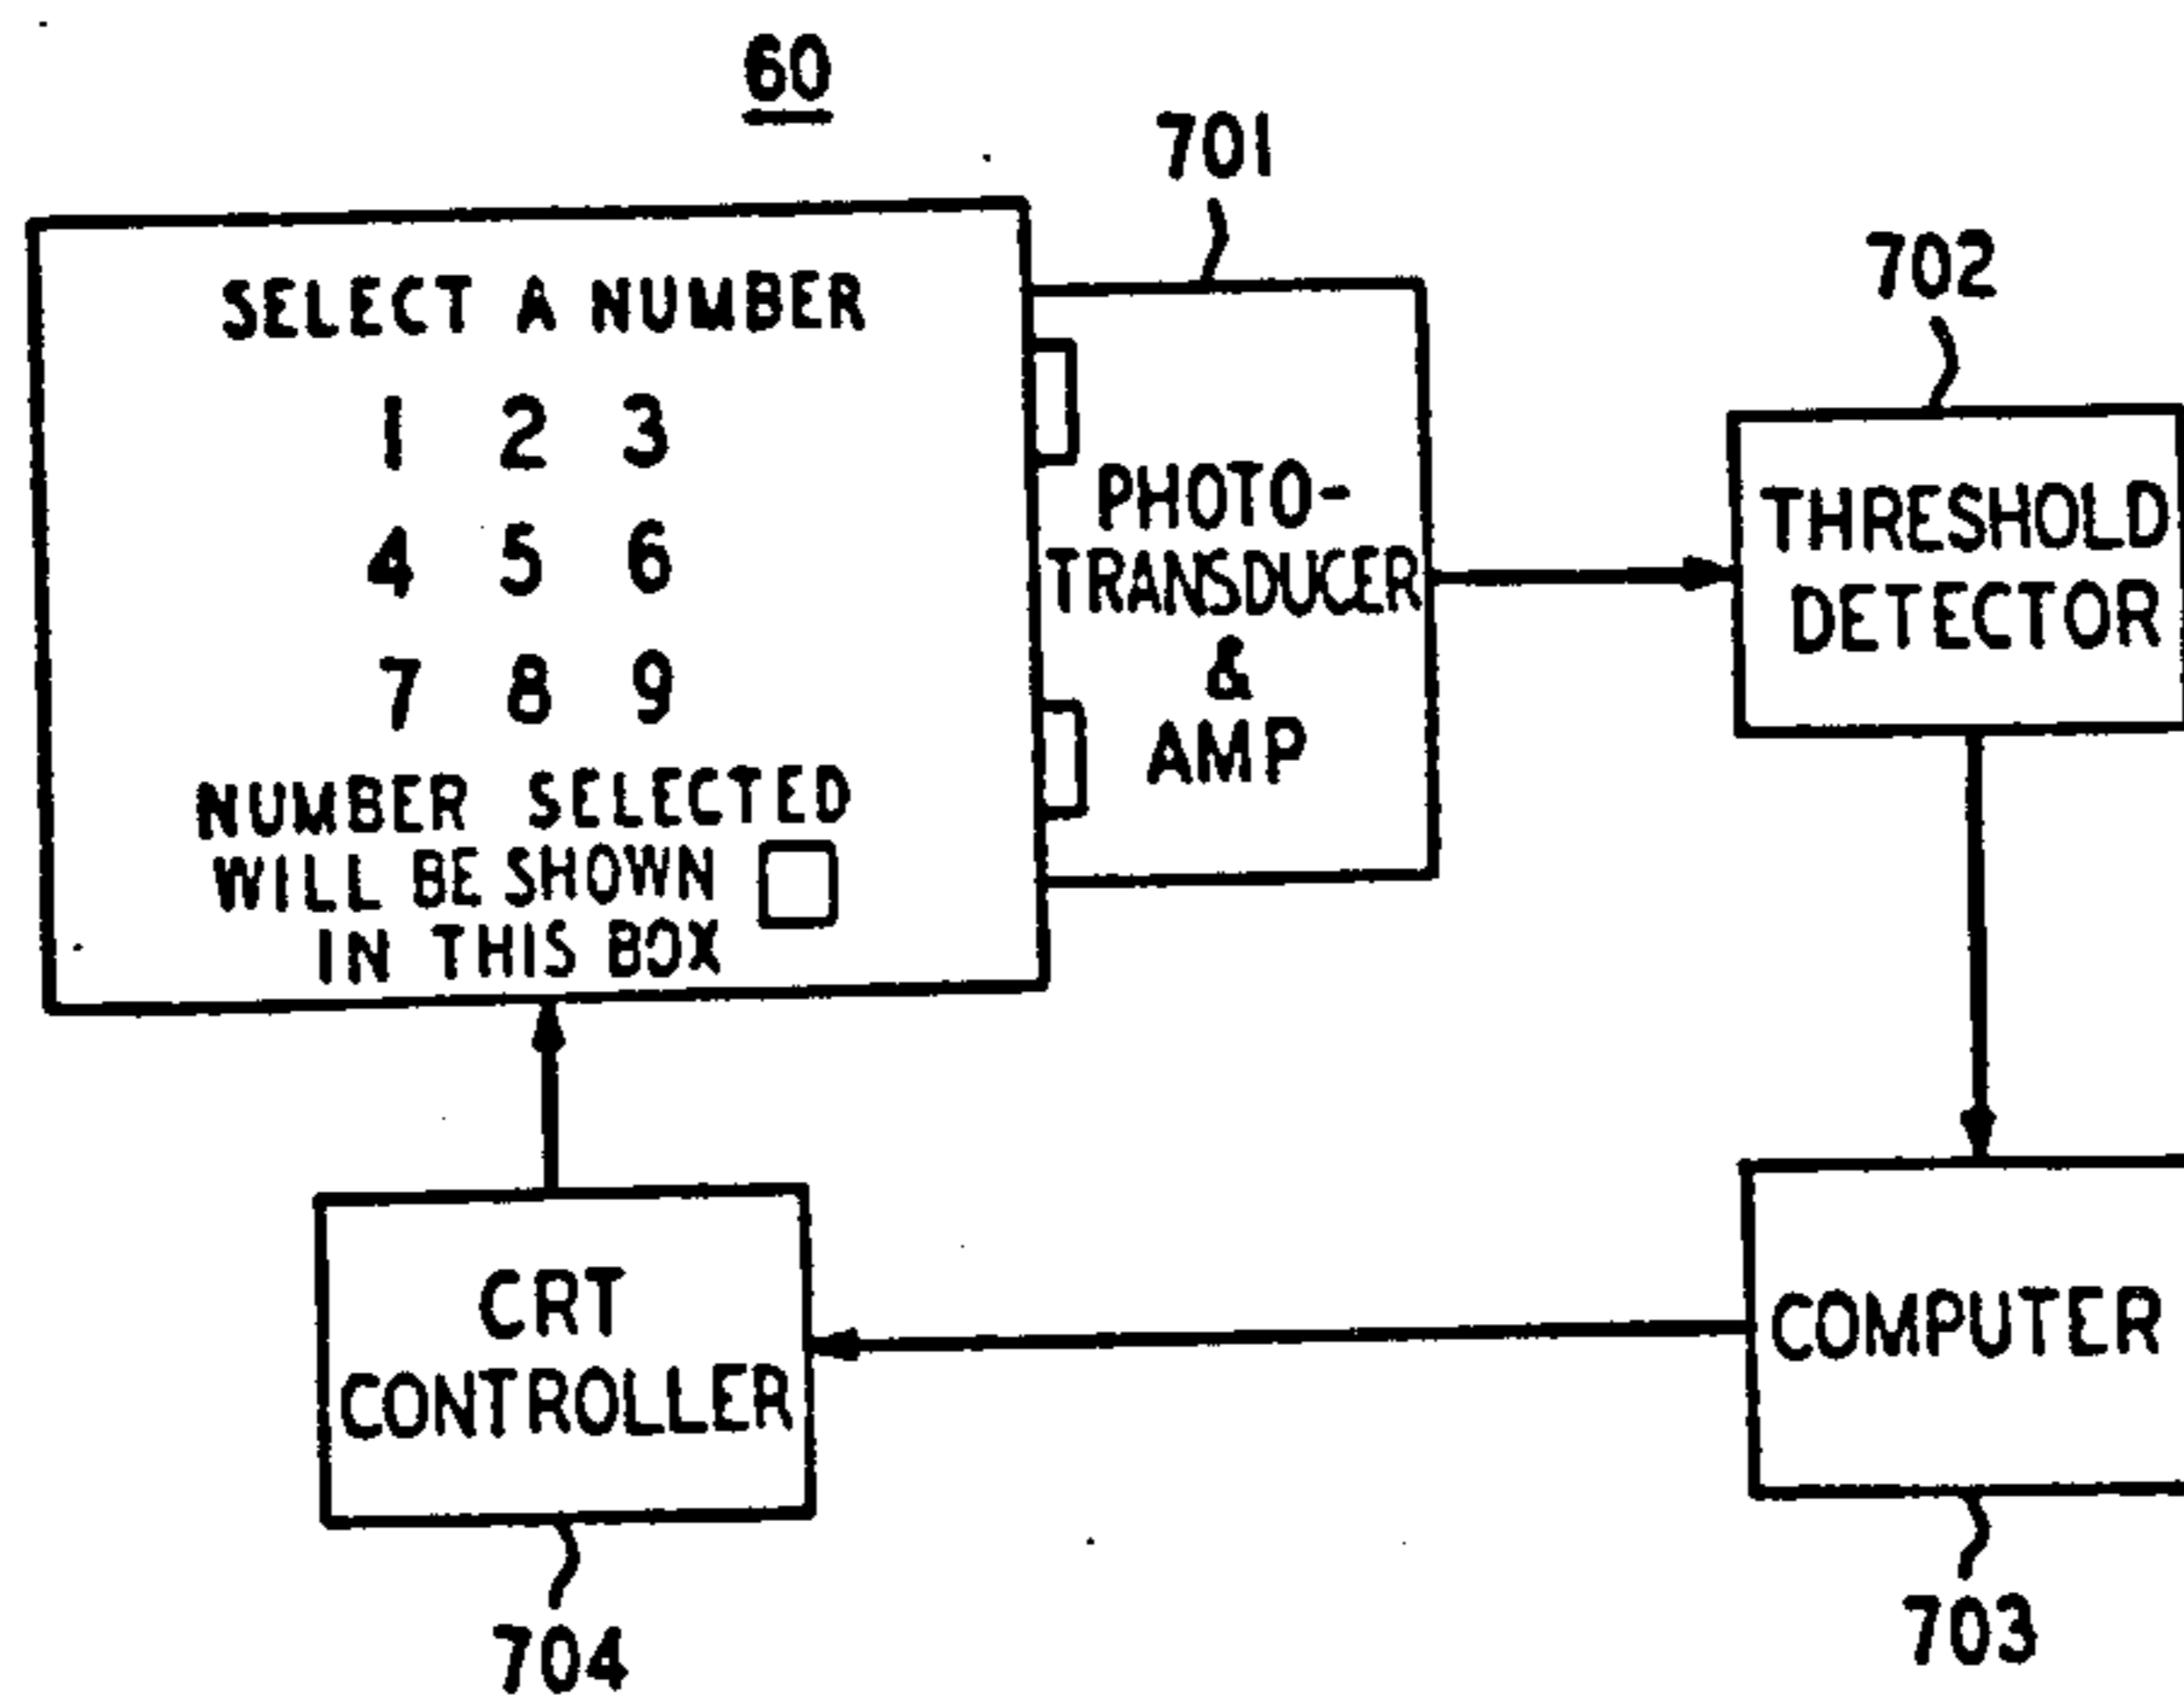 60
701
702
SELECT A NUMBER
1 2 3
4 5 6
7 8 9
NUMBER SELECTED
WILL BE SHOWN
IN THIS BOX
PHOTO-
TRANSDUCER
&
AMP
THRESHOLD
DETECTOR
CRT
CONTROLLER
COMPUTER
704
703